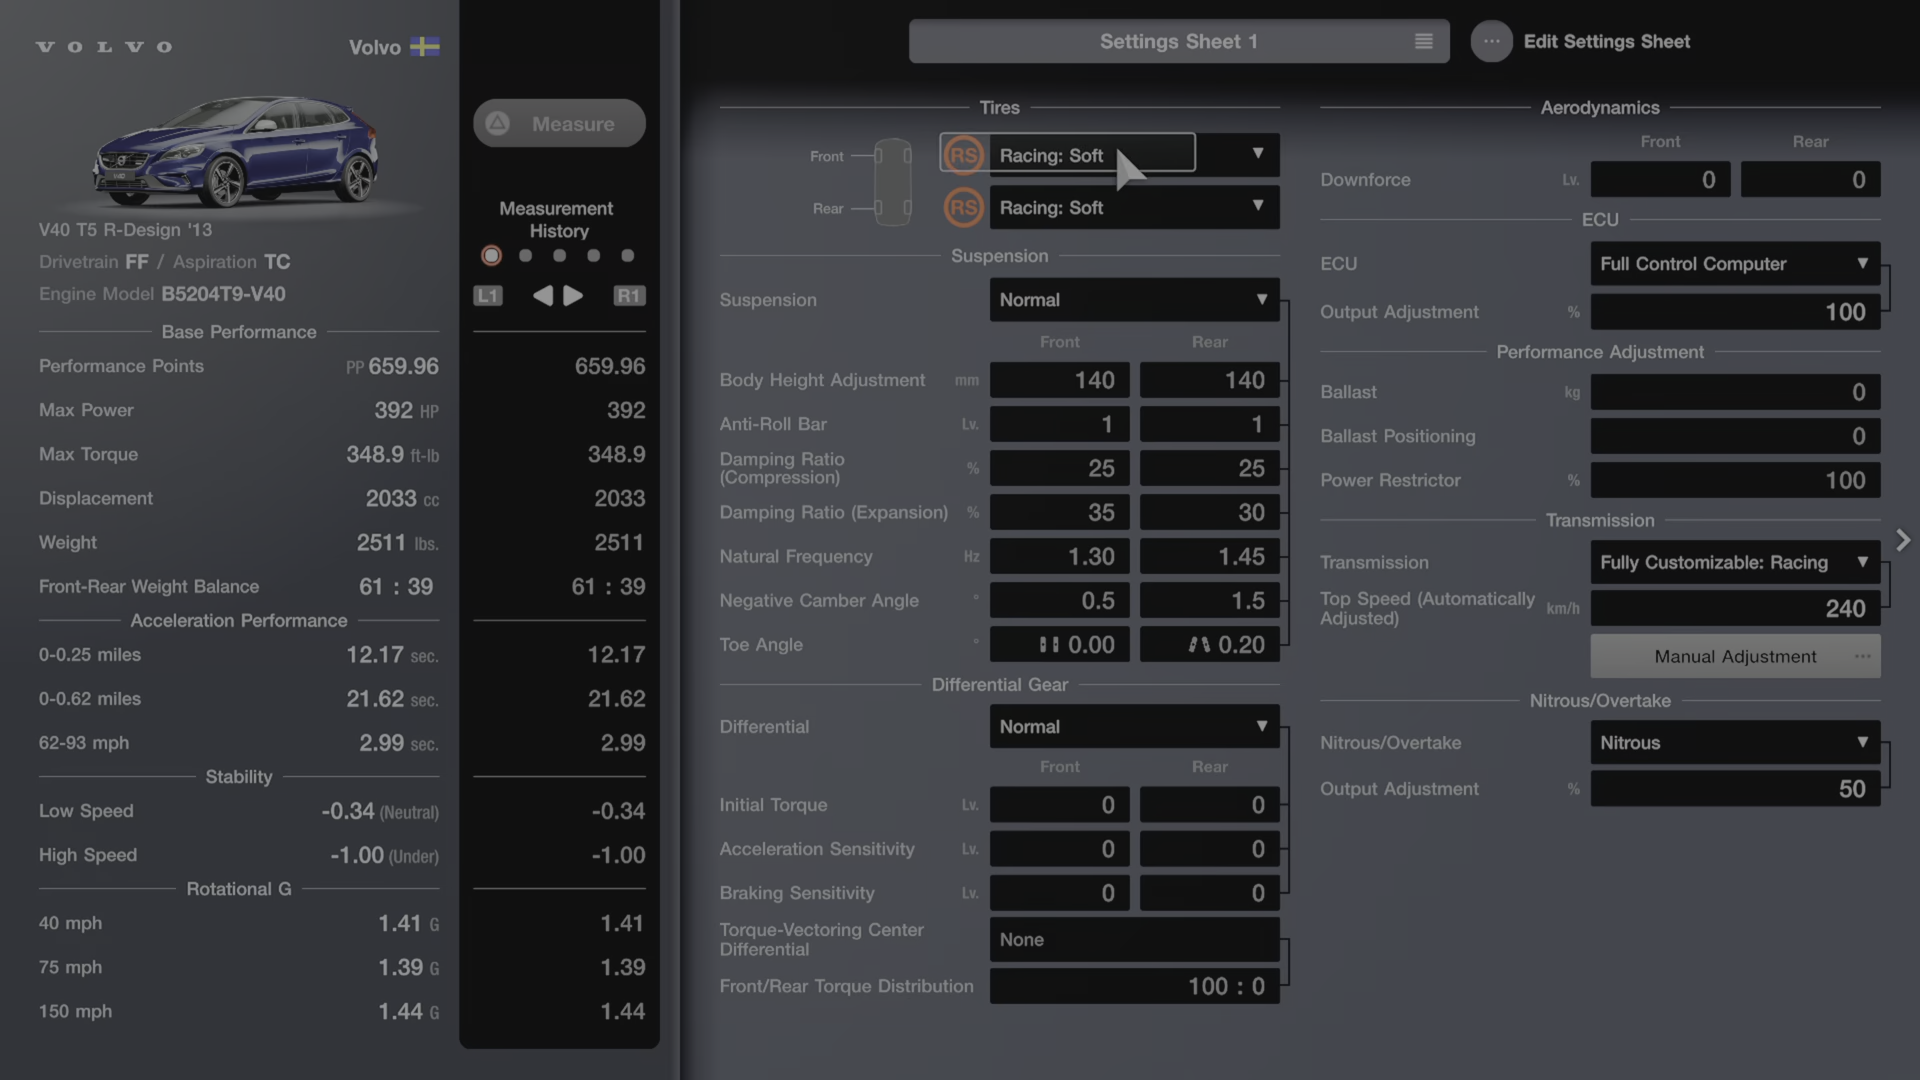 VOLVO
Volvo
V40 T5 R-Design '13
Drivetrain FF / Aspiration TC
Engine Model B5204T9-V40
Base Performance
Performance Points PP 659.96
Max Power 392 HP
Max Torque 348.9 ft-lb
Displacement 2033 cc
Weight 2511 lbs.
Front-Rear Weight Balance 61 : 39
Acceleration Performance
0-0.25 miles 12.17 sec.
0-0.62 miles 21.62 sec.
62-93 mph 2.99 sec.
Stability
Low Speed -0.34 (Neutral)
High Speed -1.00 (Under)
Rotational G
40 mph 1.41 G
75 mph 1.39 G
150 mph 1.44 G
Measure
Measurement
History
L1 R1
659.96
392
348.9
2033
2511
61 : 39
12.17
21.62
2.99
-0.34
-1.00
1.41
1.39
1.44
Settings Sheet 1
Edit Settings Sheet
Tires
Front RS Racing: Soft
Rear RS Racing: Soft
Suspension
Suspension Normal
Front Rear
Body Height Adjustment mm 140 140
Anti-Roll Bar Lv. 1 1
Damping Ratio
(Compression) % 25 25
Damping Ratio (Expansion) % 35 30
Natural Frequency Hz 1.30 1.45
Negative Camber Angle ° 0.5 1.5
Toe Angle ° 0.00 0.20
Differential Gear
Differential Normal
Front Rear
Initial Torque Lv. 0 0
Acceleration Sensitivity Lv. 0 0
Braking Sensitivity Lv. 0 0
Torque-Vectoring Center
Differential None
Front/Rear Torque Distribution 100 : 0
Aerodynamics
Front Rear
Downforce Lv. 0 0
ECU
ECU Full Control Computer
Output Adjustment % 100
Performance Adjustment
Ballast kg 0
Ballast Positioning 0
Power Restrictor % 100
Transmission
Transmission Fully Customizable: Racing
Top Speed (Automatically
Adjusted) km/h 240
Manual Adjustment
Nitrous/Overtake
Nitrous/Overtake Nitrous
Output Adjustment % 50